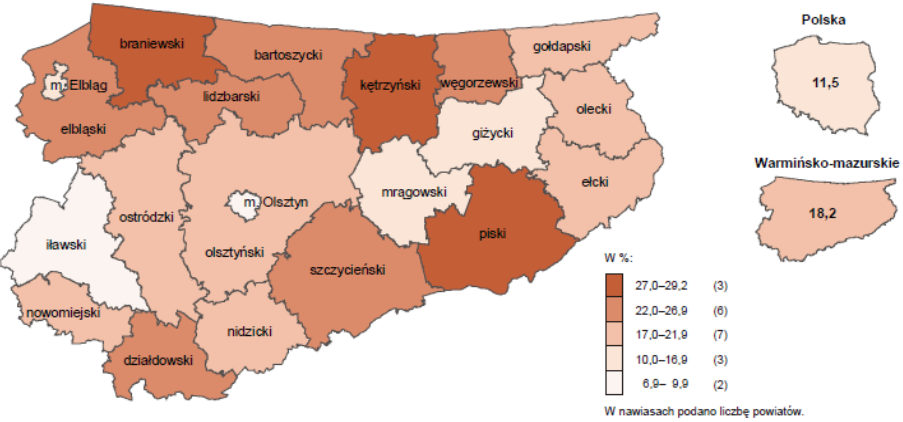 braniewski
bartoszycki
gołdapski
m. Elbląg
lidzbarski
kętrzyński
węgorzewski
olecki
elbląski
giżycki
ełcki
mrągowski
m. Olsztyn
ostródzki
iławski
olsztyński
piski
szczycieński
nowomiejski
nidzicki
działdowski
Polska
11,5
Warmińsko-mazurskie
18,2
W %:
27,0–29,2 (3)
22,0–26,9 (6)
17,0–21,9 (7)
10,0–16,9 (3)
6,9– 9,9 (2)
W nawiasach podano liczbę powiatów.